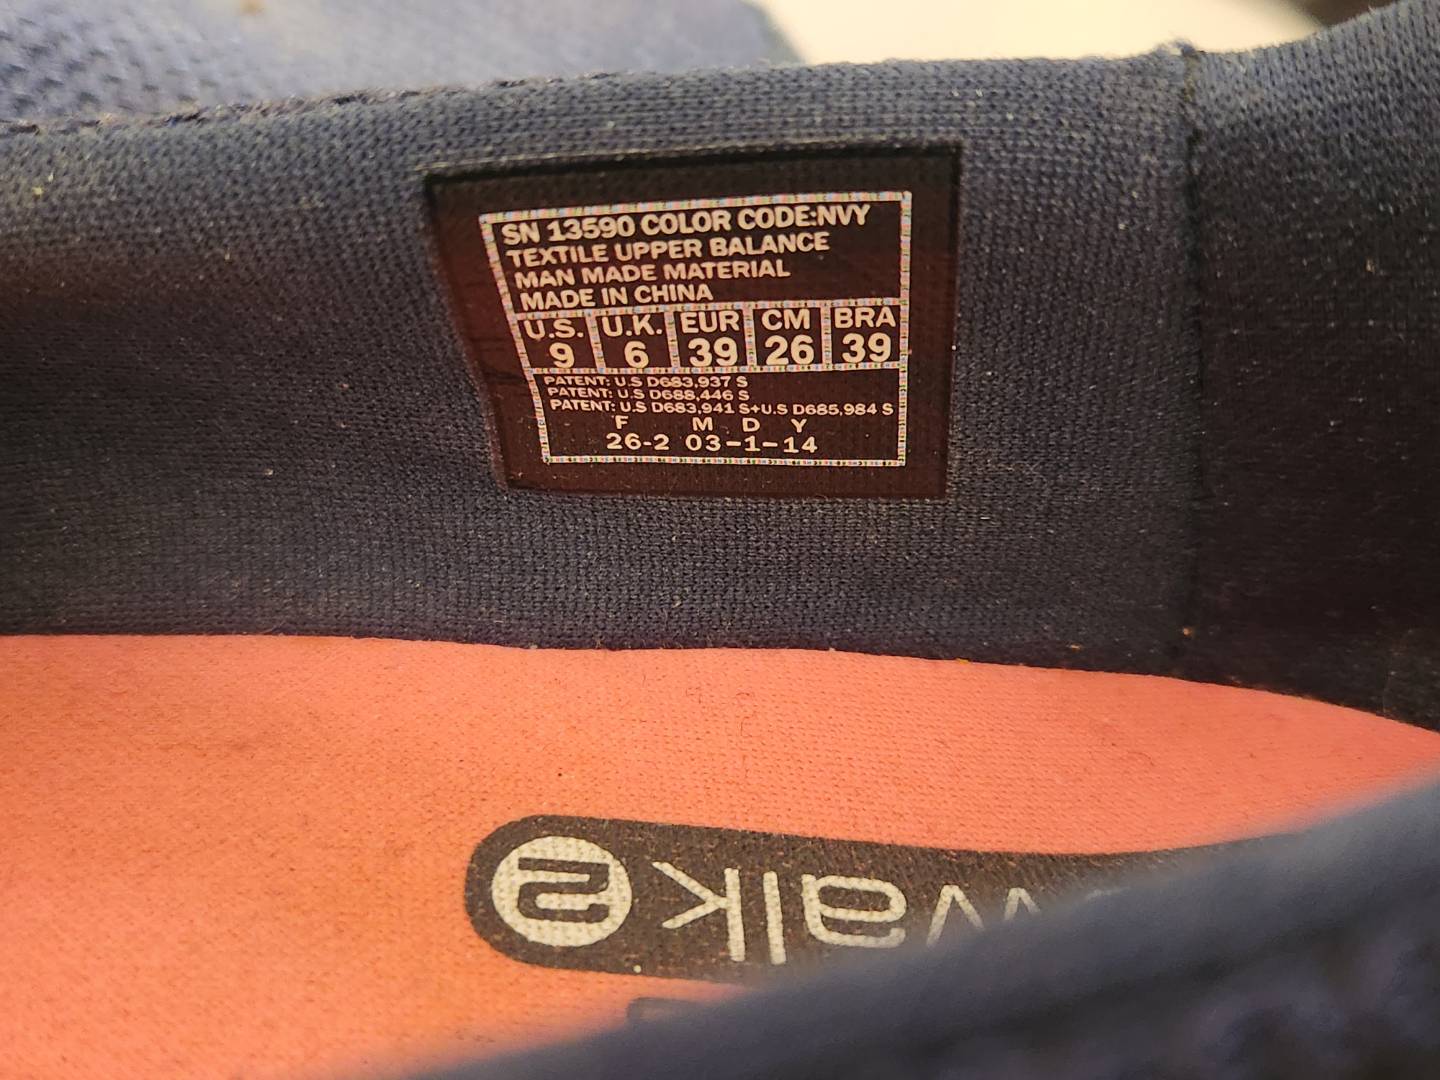 SN 13590 COLOR CODE:NVY
TEXTILE UPPER BALANCE
MAN MADE MATERIAL
MADE IN CHINA
U.S. U.K. EUR CM BRA
9 6 39 26 39
PATENT: U.S D683,937 S
PATENT: U.S D688,446 S
PATENT: U.S D683,941 S+U.S D685,984 S
F M D Y
26-2 03-1-14
walk 2